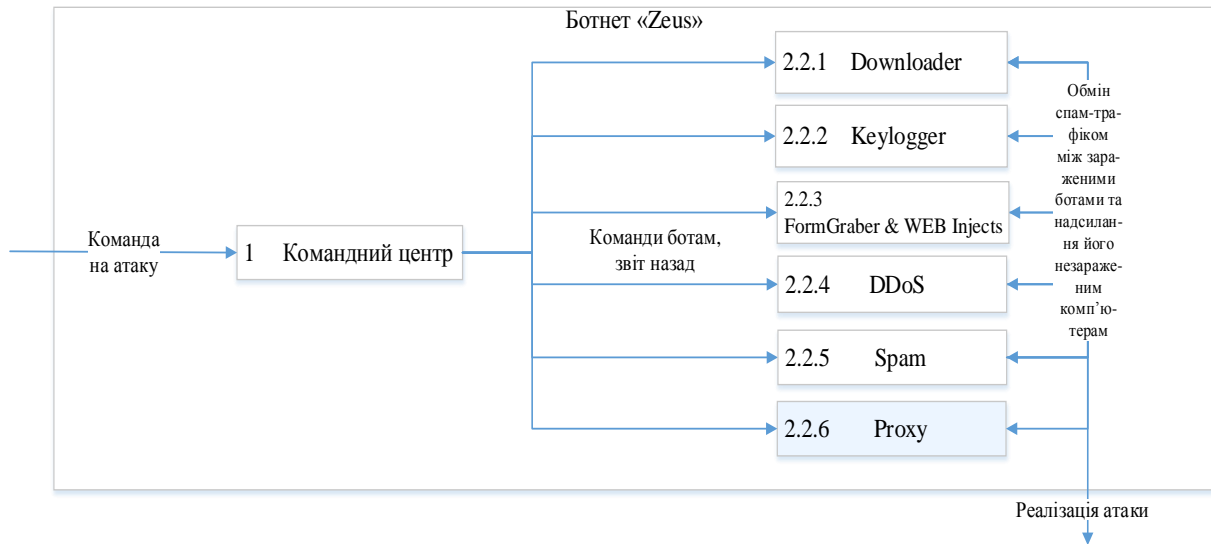 Ботнет «Zeus»
2.2.1 Downloader
2.2.2 Keylogger
2.2.3
FormGraber & WEB Injects
2.2.4 DDoS
2.2.5 Spam
2.2.6 Proxy
Команда
на атаку
1 Командний центр
Команди ботам,
звіт назад
Обмін
спам-тра-
фіком
між зара-
женими
ботами та
надсилан-
ня його
незараже-
ним
комп’ю-
терам
Реалізація атаки